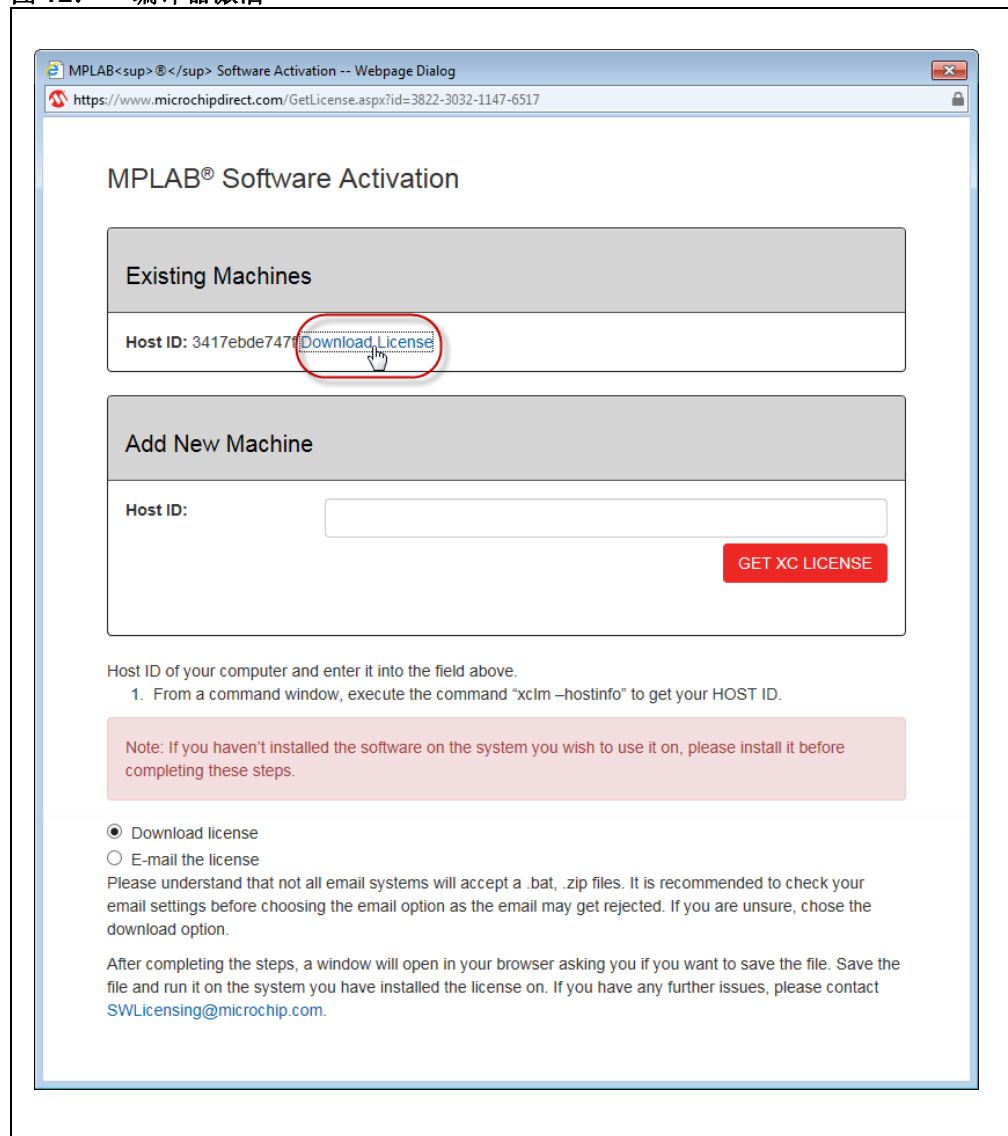 图 12： 编译器激活
MPLAB<sup>®</sup> Software Activation -- Webpage Dialog
https://www.microchipdirect.com/GetLicense.aspx?id=3822-3032-1147-6517
MPLAB® Software Activation
Existing Machines
Host ID: 3417ebde747f Download License
Add New Machine
Host ID:
GET XC LICENSE
Host ID of your computer and enter it into the field above.
1. From a command window, execute the command “xclm –hostinfo” to get your HOST ID.
Note: If you haven’t installed the software on the system you wish to use it on, please install it before
completing these steps.
Download license
E-mail the license
Please understand that not all email systems will accept a .bat, .zip files. It is recommended to check your
email settings before choosing the email option as the email may get rejected. If you are unsure, chose the
download option.
After completing the steps, a window will open in your browser asking you if you want to save the file. Save the
file and run it on the system you have installed the license on. If you have any further issues, please contact
SWLicensing@microchip.com.